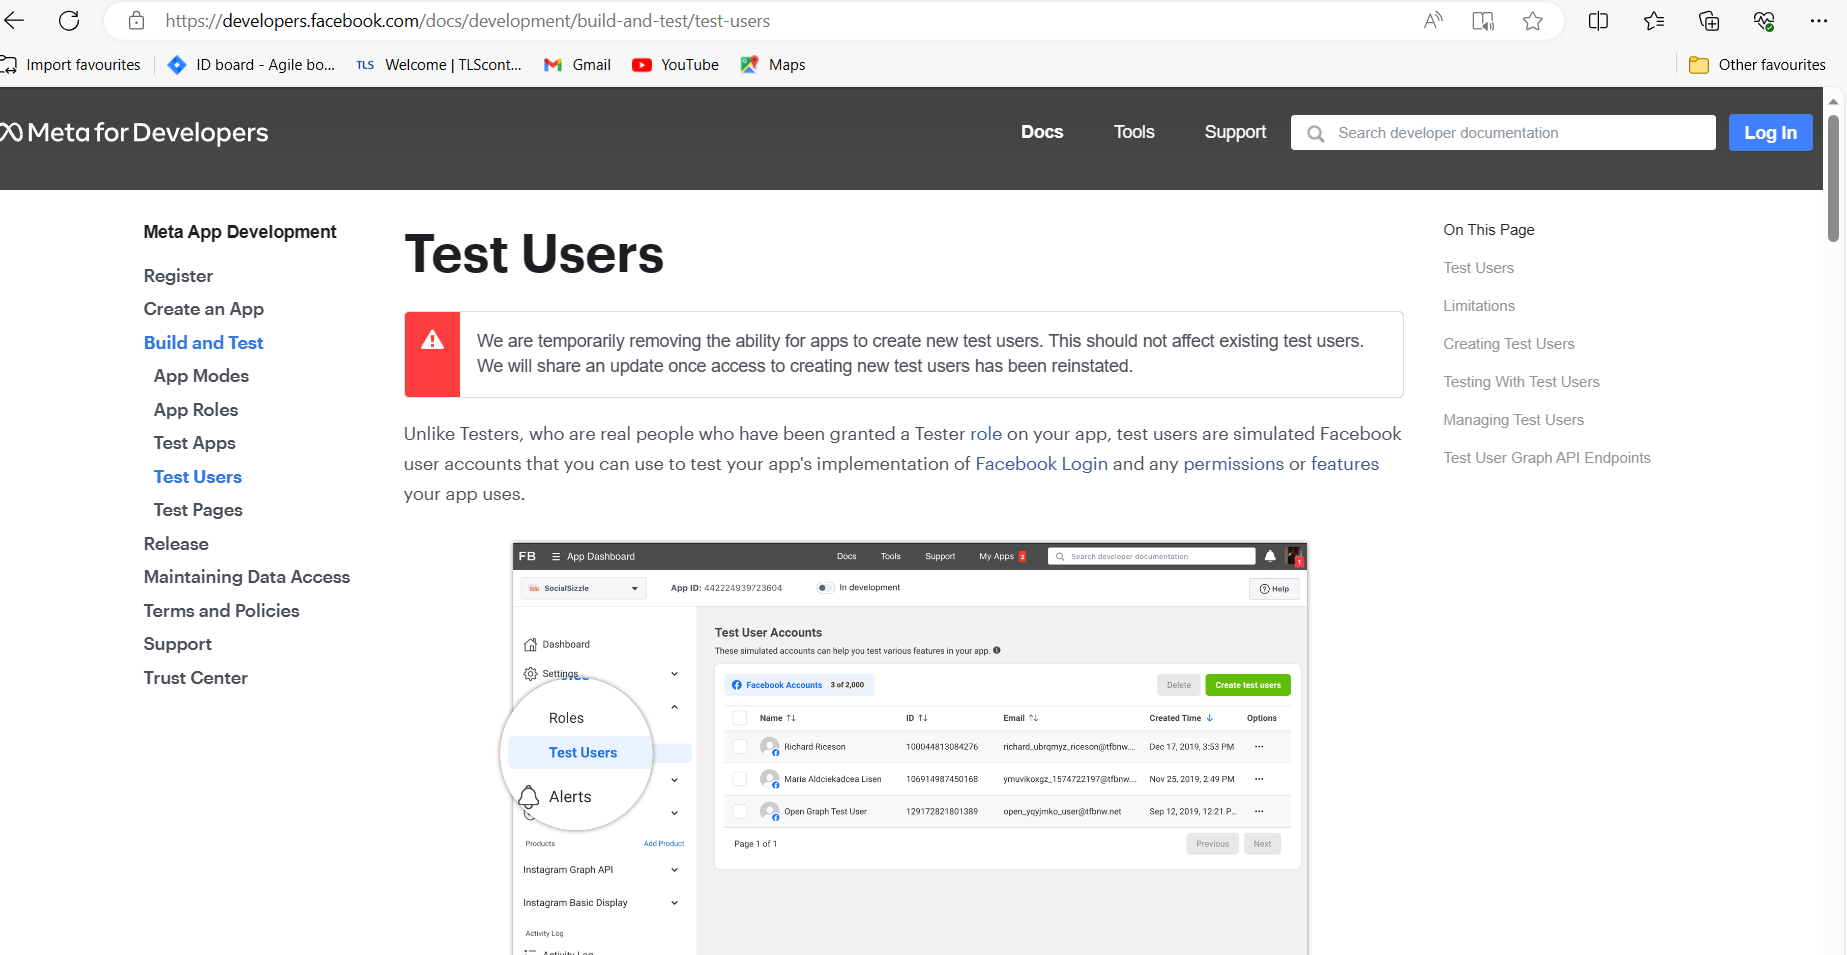 https://developers.facebook.com/docs/development/build-and-test/test-users
Import favourites
ID board - Agile bo...
TLS Welcome | TLScont...
Gmail
YouTube
Maps
Other favourites
Meta for Developers
Docs
Tools
Support
Search developer documentation
Log In
Meta App Development
Register
Create an App
Build and Test
App Modes
App Roles
Test Apps
Test Users
Test Pages
Release
Maintaining Data Access
Terms and Policies
Support
Trust Center
Test Users
We are temporarily removing the ability for apps to create new test users. This should not affect existing test users.
We will share an update once access to creating new test users has been reinstated.
Unlike Testers, who are real people who have been granted a Tester role on your app, test users are simulated Facebook
user accounts that you can use to test your app's implementation of Facebook Login and any permissions or features
your app uses.
FB
App Dashboard
Docs
Tools
Support
My Apps 2
Search developer documentation
1
SocialSizzle
App ID: 442224939723604
In development
Help
Dashboard
Settings
Roles
Test Users
Alerts
Products
Add Product
Instagram Graph API
Instagram Basic Display
Activity Log
Activity Log
Test User Accounts
These simulated accounts can help you test various features in your app.
Facebook Accounts 3 of 2,000
Delete
Create test users
Name ID Email Created Time Options
Richard Riceson 100044813084276 richard_ubrqmyz_riceson@tfbnw.... Dec 17, 2019, 3:53 PM
Maria Aldciekadcea Lisen 106914987450168 ymuvikoxgz_1574722197@tfbnw.... Nov 25, 2019, 2:49 PM
Open Graph Test User 129172821801389 open_yqyjmko_user@tfbnw.net Sep 12, 2019, 12:21 P...
Page 1 of 1
Previous
Next
On This Page
Test Users
Limitations
Creating Test Users
Testing With Test Users
Managing Test Users
Test User Graph API Endpoints